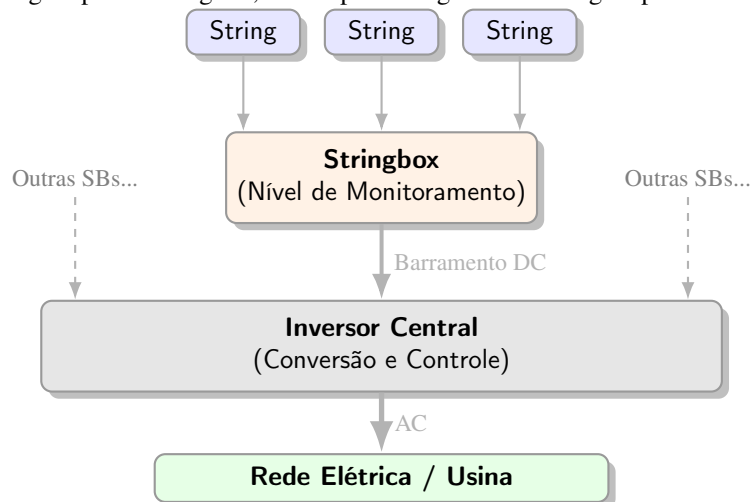 String String String
Stringbox
(Nível de Monitoramento)
Outras SBs... Outras SBs...
Barramento DC
Inversor Central
(Conversão e Controle)
AC
Rede Elétrica / Usina